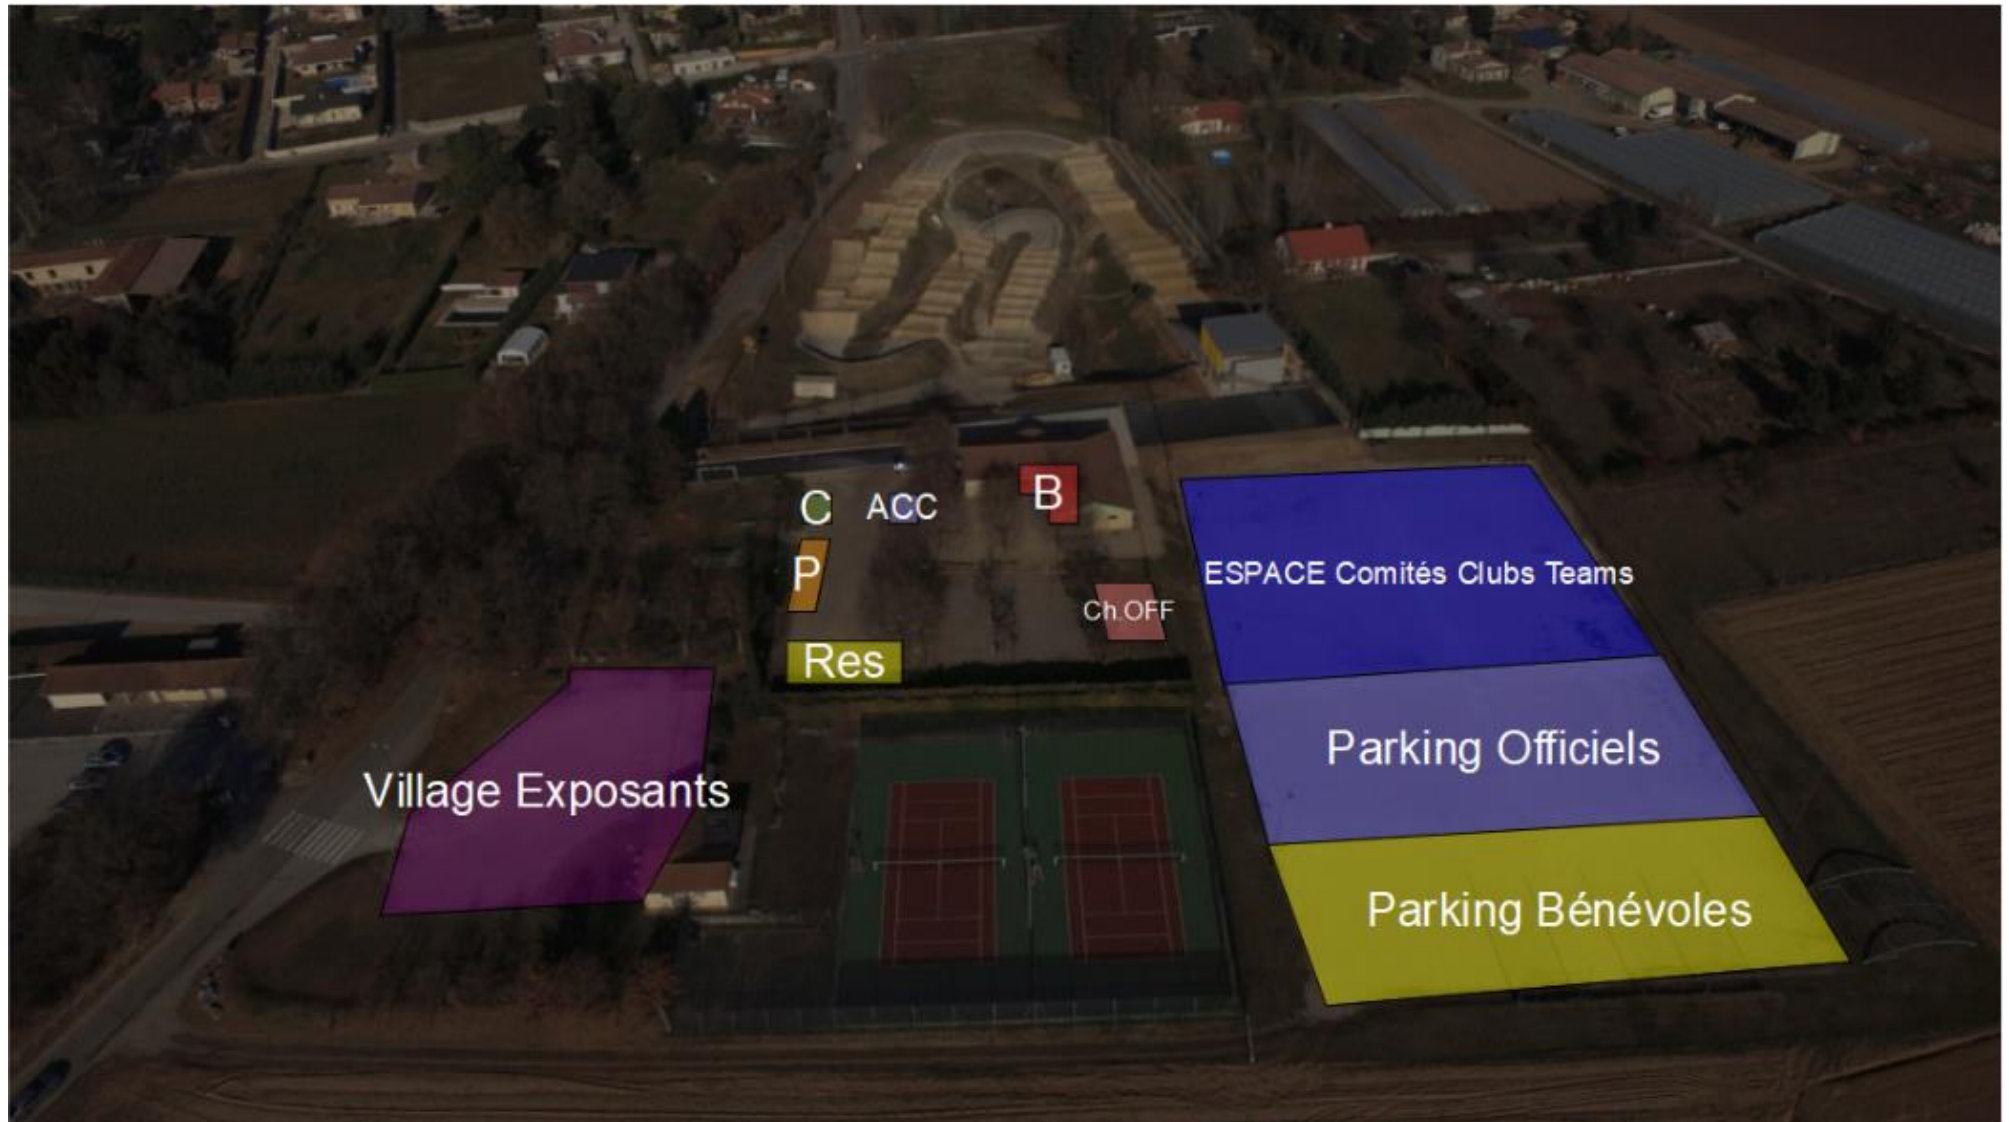 C
ACC
B
P
ESPACE Comités Clubs Teams
Ch.OFF
Res
Village Exposants
Parking Officiels
Parking Bénévoles